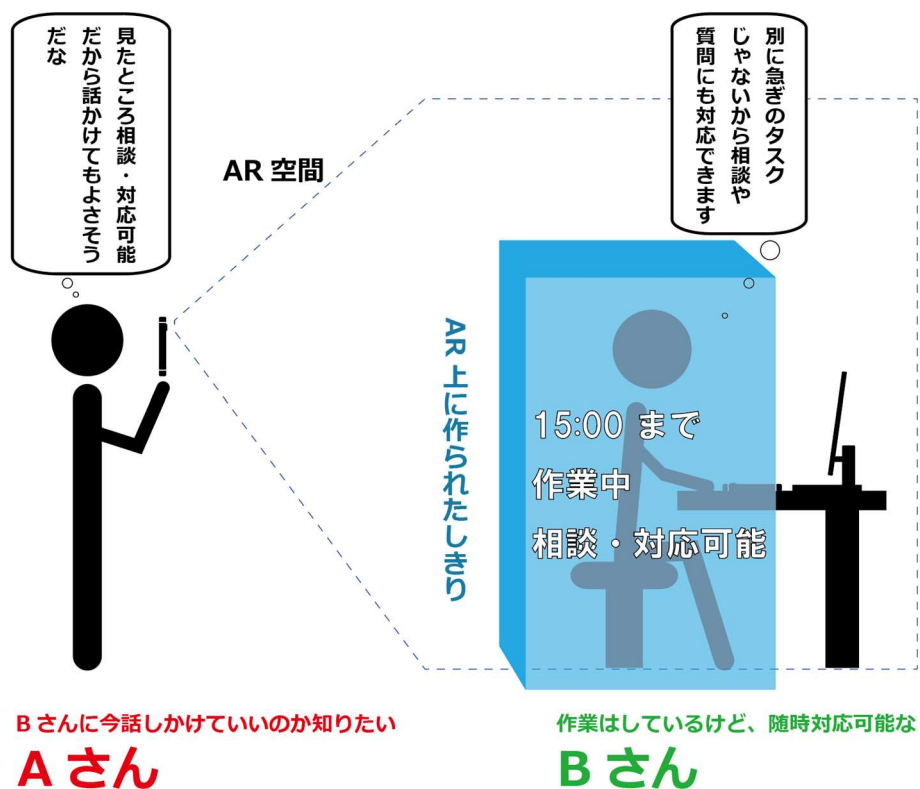 見たところ相談・対応可能
だから話かけてもよさそう
だな
AR 空間
別に急ぎのタスク
じゃないから相談や
質問にも対応できます
AR 上に作られたしきり
15:00 まで
作業中
相談・対応可能
B さんに今話しかけていいのか知りたい
A さん
作業はしているけど、随時対応可能な
B さん